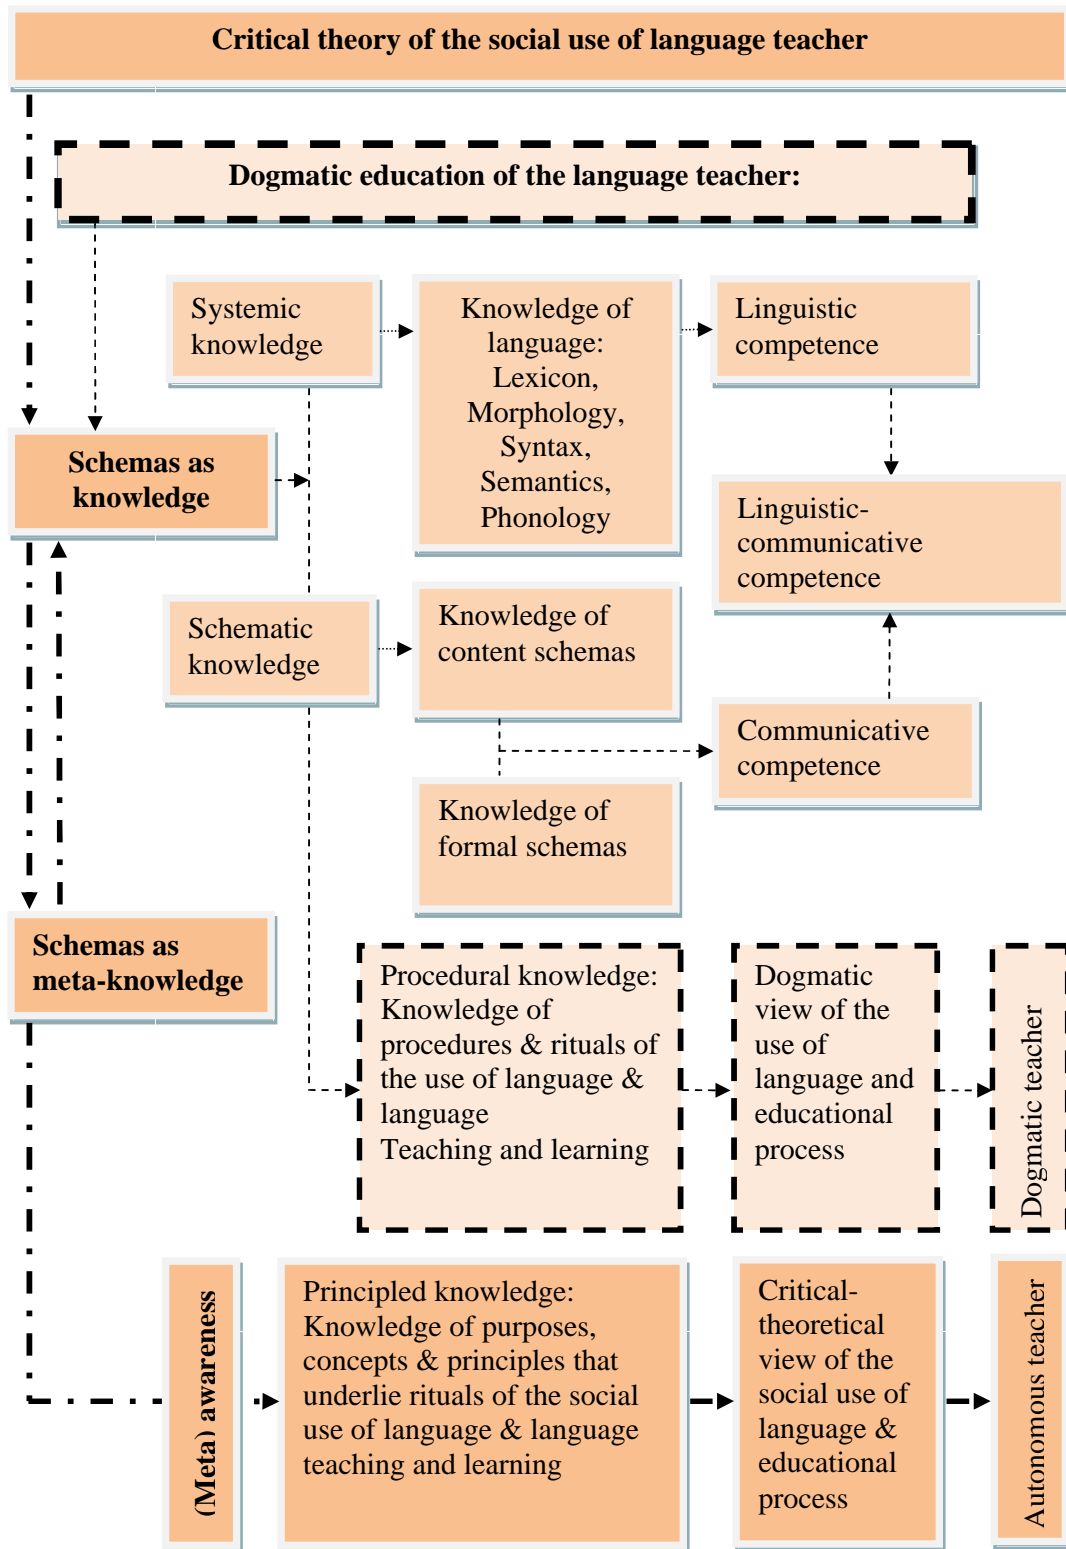 Critical theory of the social use of language teacher
Dogmatic education of the language teacher:
Systemic
knowledge
Knowledge of
language:
Lexicon,
Morphology,
Syntax,
Semantics,
Phonology
Linguistic
competence
Schemas as
knowledge
Linguistic-
communicative
competence
Schematic
knowledge
Knowledge of
content schemas
Communicative
competence
Knowledge of
formal schemas
Schemas as
meta-knowledge
Procedural knowledge:
Knowledge of
procedures & rituals of
the use of language &
language
Teaching and learning
Dogmatic
view of the
use of
language and
educational
process
Dogmatic teacher
(Meta) awareness
Principled knowledge:
Knowledge of purposes,
concepts & principles that
underlie rituals of the social
use of language & language
teaching and learning
Critical-
theoretical
view of the
social use of
language &
educational
process
Autonomous teacher